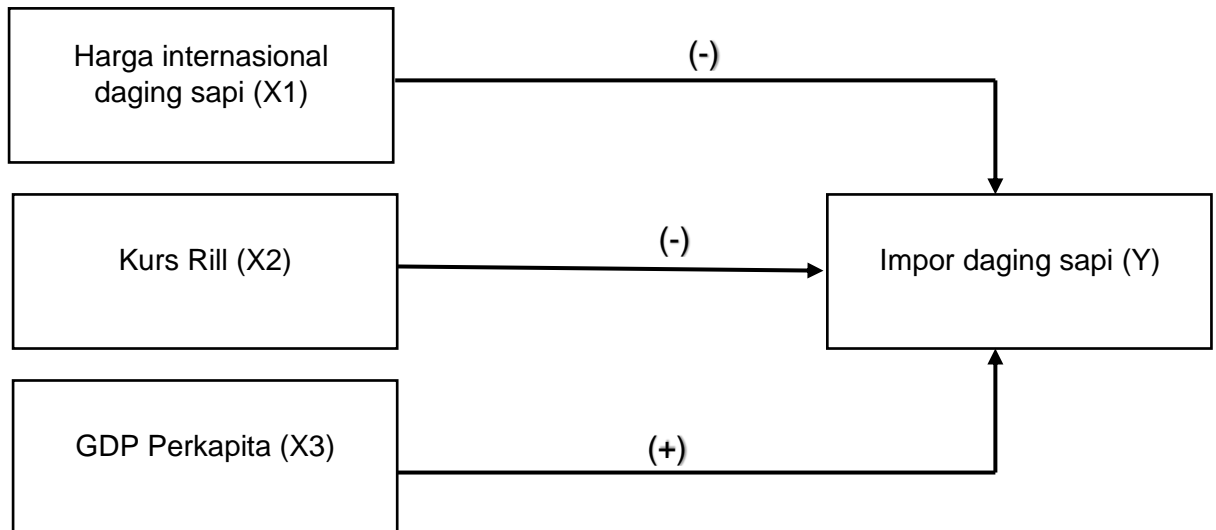 Harga internasional
daging sapi (X1)
(-)
Kurs Rill (X2)
(-)
Impor daging sapi (Y)
GDP Perkapita (X3)
(+)